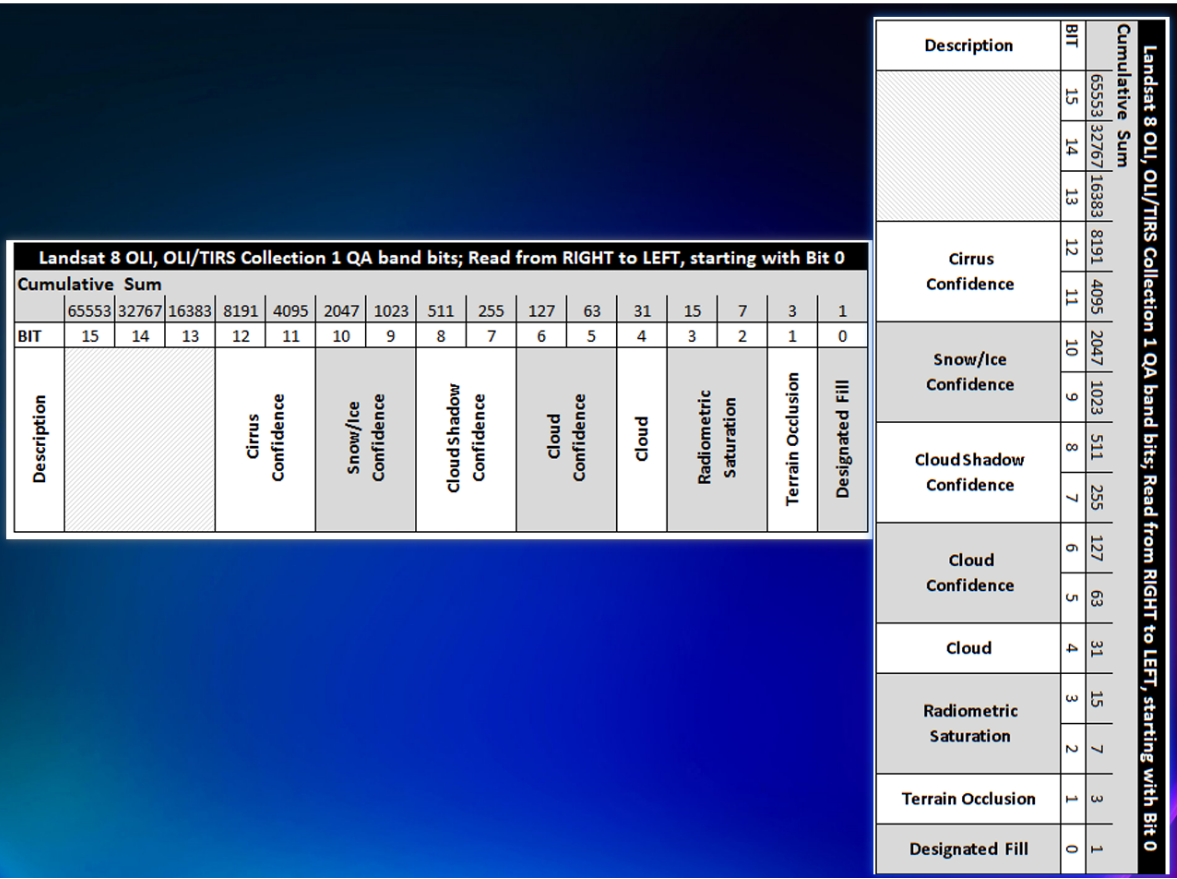 Landsat 8 OLI, OLI/TIRS Collection 1 QA band bits; Read from RIGHT to LEFT, starting with Bit 0
Cumulative Sum
65553 32767 16383 8191 4095 2047 1023 511 255 127 63 31 15 7 3 1
BIT 15 14 13 12 11 10 9 8 7 6 5 4 3 2 1 0
Description
Cirrus
Confidence
Snow/Ice
Confidence
Cloud Shadow
Confidence
Cloud
Confidence
Cloud
Radiometric
Saturation
Terrain Occlusion
Designated Fill
Landsat 8 OLI, OLI/TIRS Collection 1 QA band bits; Read from RIGHT to LEFT, starting with Bit 0
Cumulative Sum
65553 32767 16383 8191 4095 2047 1023 511 255 127 63 31 15 7 3 1
BIT 15 14 13 12 11 10 9 8 7 6 5 4 3 2 1 0
Description
Cirrus
Confidence
Snow/Ice
Confidence
Cloud Shadow
Confidence
Cloud
Confidence
Cloud
Radiometric
Saturation
Terrain Occlusion
Designated Fill